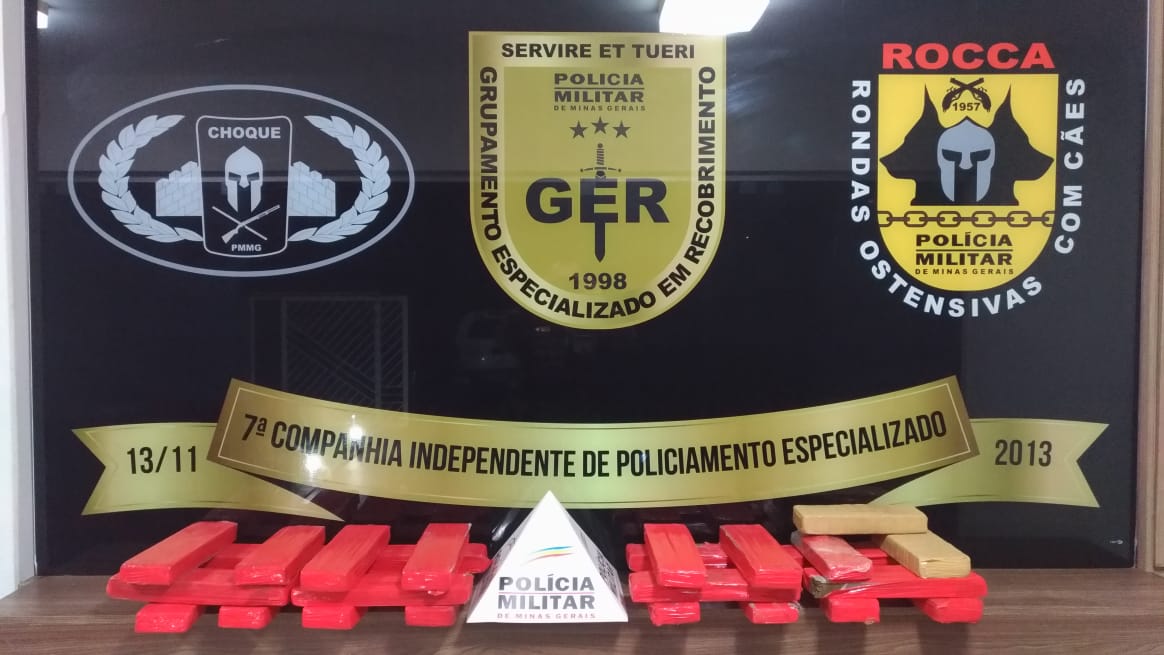 CHOQUE
PMMG
SERVIRE ET TUERI
GRUPAMENTO ESPECIALIZADO EM RECOBRIMENTO
POLICIA
MILITAR
DE MINAS GERAIS
GER
1998
ROCCA
RONDAS OSTENSIVAS COM CÃES
1957
POLÍCIA
MILITAR
DE MINAS GERAIS
13/11
7ª COMPANHIA INDEPENDENTE DE POLICIAMENTO ESPECIALIZADO
2013
POLÍCIA
MILITAR
DE MINAS GERAIS